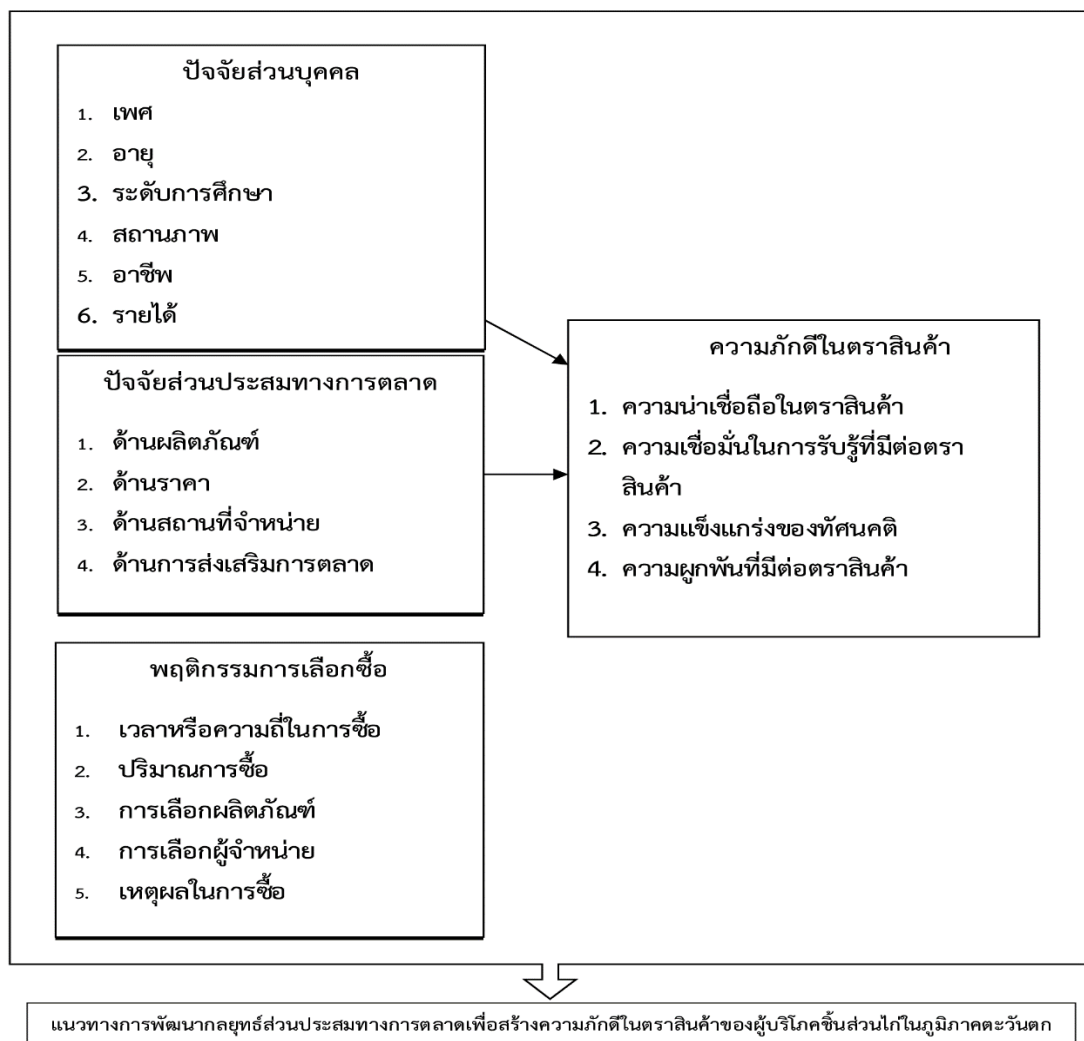 ปัจจัยส่วนบุคคล
1. เพศ
2. อายุ
3. ระดับการศึกษา
4. สถานภาพ
5. อาชีพ
6. รายได้
ปัจจัยส่วนประสมทางการตลาด
1. ด้านผลิตภัณฑ์
2. ด้านราคา
3. ด้านสถานที่จำหน่าย
4. ด้านการส่งเสริมการตลาด
ความภักดีในตราสินค้า
1. ความน่าเชื่อถือในตราสินค้า
2. ความเชื่อมั่นในการรับรู้ที่มีต่อตรา
สินค้า
3. ความแข็งแกร่งของทัศนคติ
4. ความผูกพันที่มีต่อตราสินค้า
พฤติกรรมการเลือกซื้อ
1. เวลาหรือความถี่ในการซื้อ
2. ปริมาณการซื้อ
3. การเลือกผลิตภัณฑ์
4. การเลือกผู้จำหน่าย
5. เหตุผลในการซื้อ
แนวทางการพัฒนากลยุทธ์ส่วนประสมทางการตลาดเพื่อสร้างความภักดีในตราสินค้าของผู้บริโภคชิ้นส่วนไก่ในภูมิภาคตะวันตก